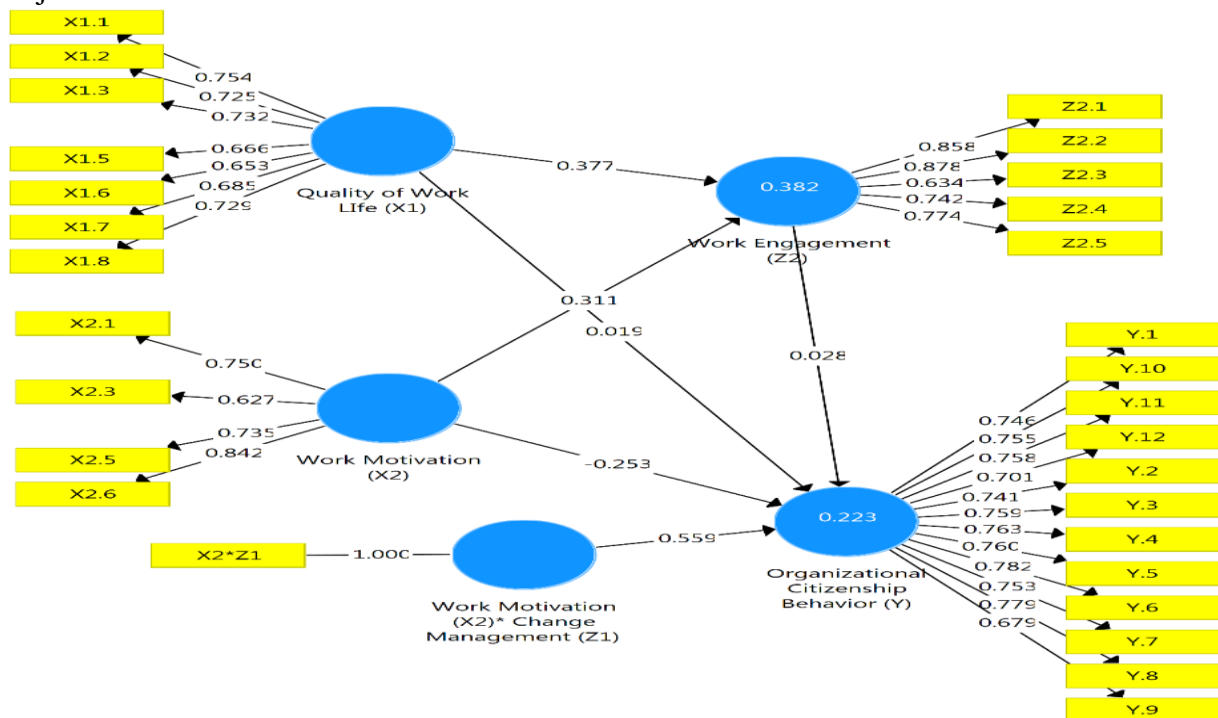 X1.1
X1.2
X1.3
X1.5
X1.6
X1.7
X1.8
0.754
0.725
0.732
0.666
0.653
0.685
0.729
Quality of Work
LIfe (X1)
0.377
0.382
Work Engagement
(Z2)
0.858
0.878
0.634
0.742
0.774
Z2.1
Z2.2
Z2.3
Z2.4
Z2.5
0.311
0.019
0.028
X2.1
X2.3
X2.5
X2.6
0.750
0.627
0.735
0.842
Work Motivation
(X2)
-0.253
X2*Z1
1.000
0.559
Work Motivation
(X2)* Change
Management (Z1)
0.223
Organizational
Citizenship
Behavior (Y)
0.746
0.755
0.758
0.701
0.741
0.759
0.763
0.760
0.782
0.753
0.779
0.679
Y.1
Y.10
Y.11
Y.12
Y.2
Y.3
Y.4
Y.5
Y.6
Y.7
Y.8
Y.9